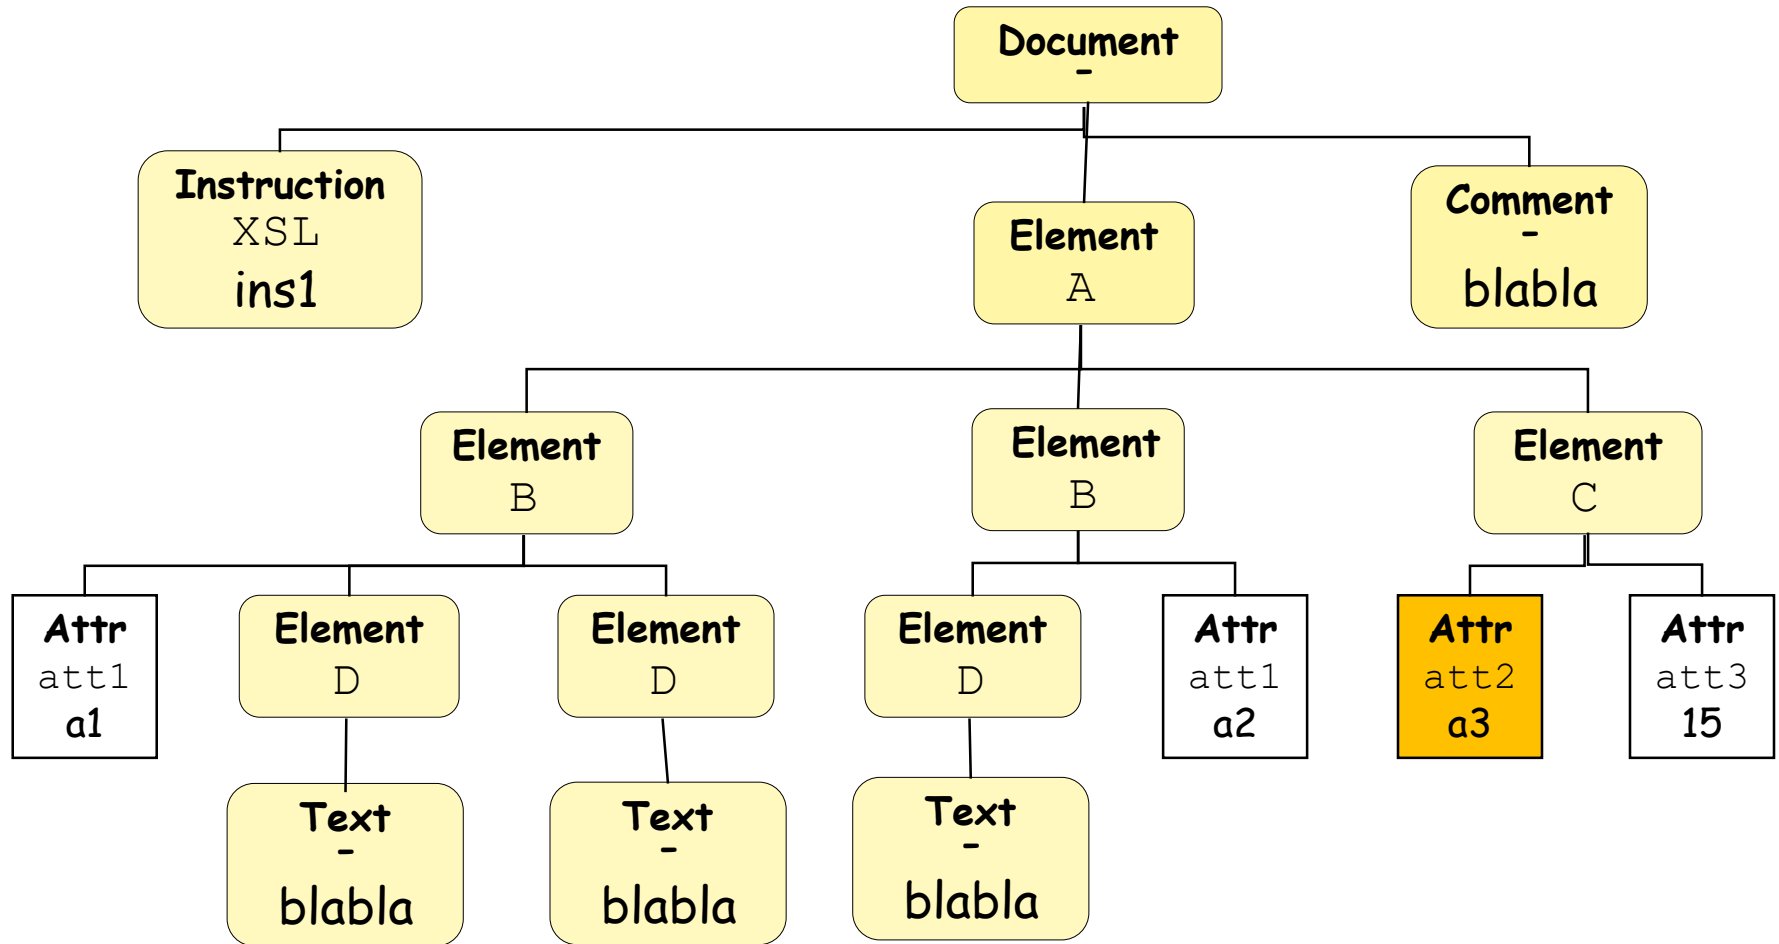 Document
-
Instruction
XSL
ins1
Element
A
Comment
-
blabla
Element
B
Element
B
Element
C
Attr
att1
a1
Element
D
Element
D
Element
D
Attr
att1
a2
Attr
att2
a3
Attr
att3
15
Text
-
blabla
Text
-
blabla
Text
-
blabla